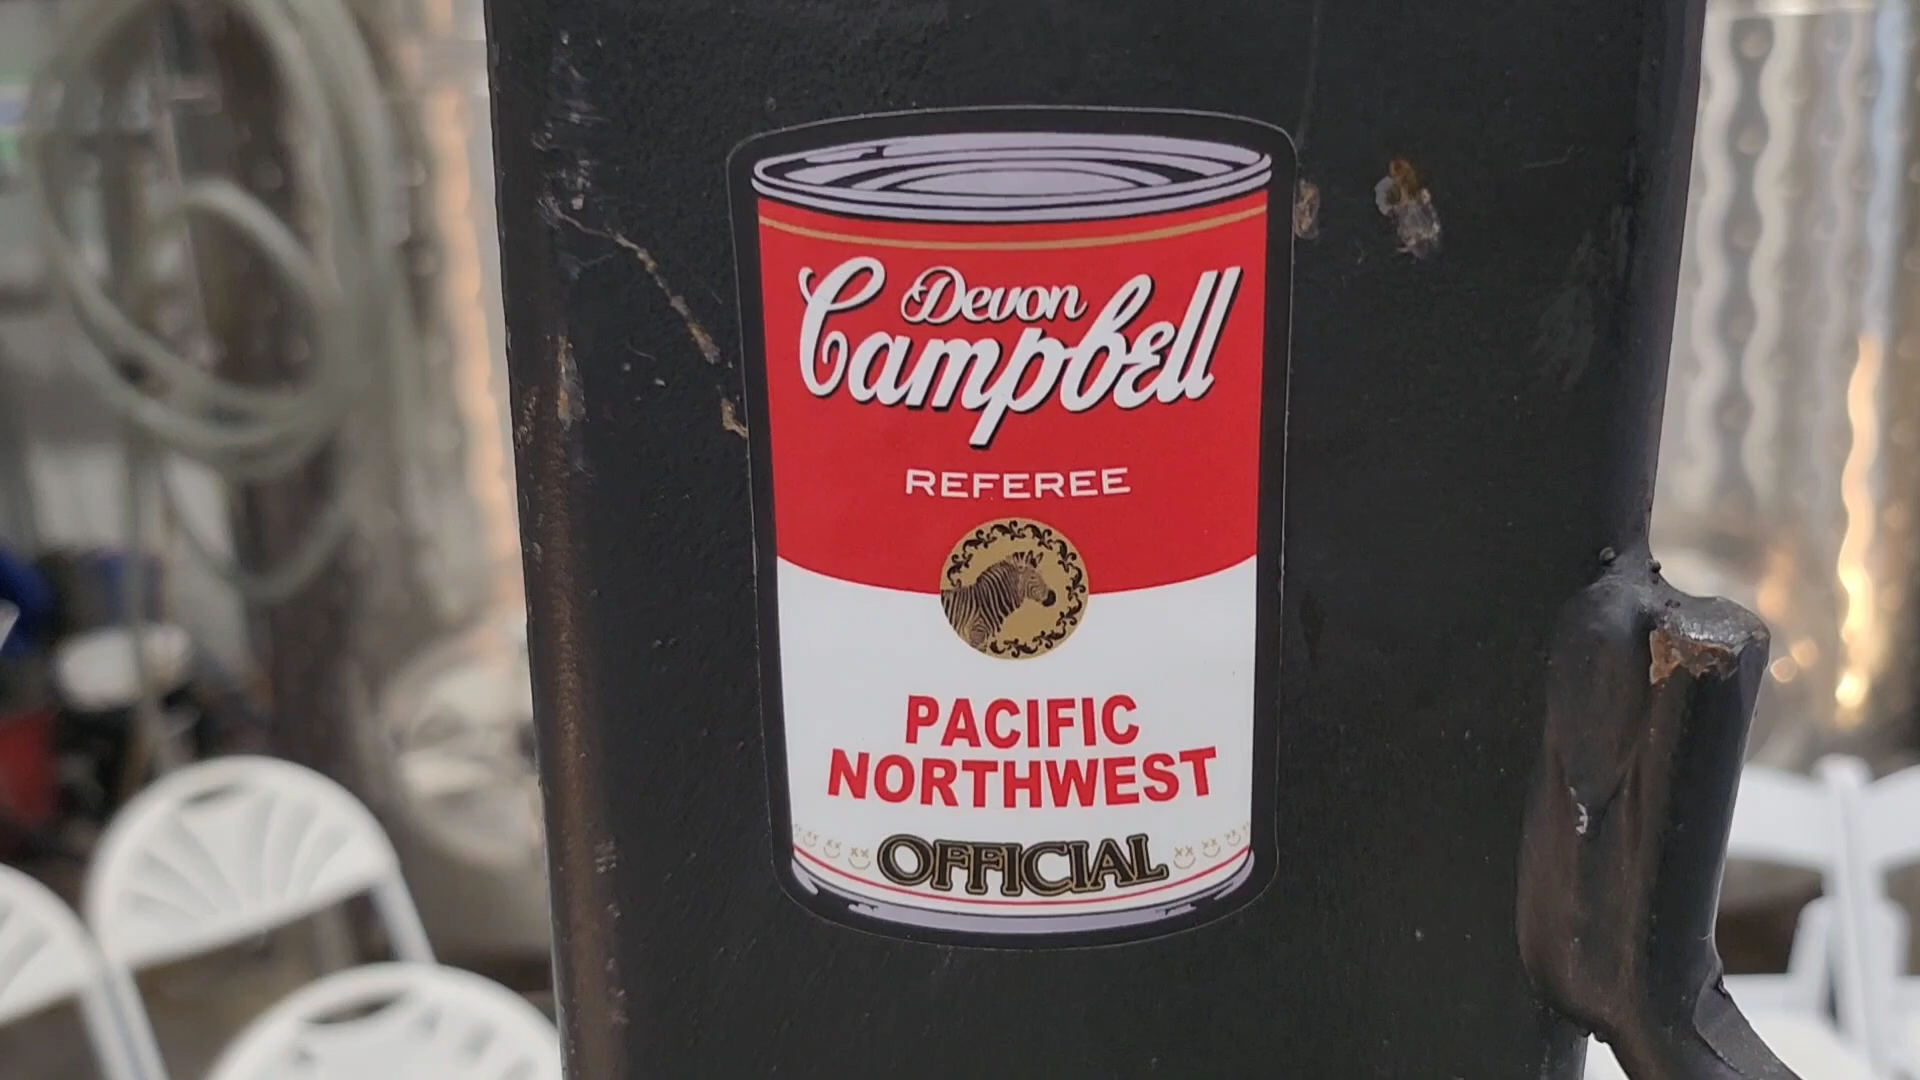 Devon
Campbell
REFEREE
PACIFIC
NORTHWEST
OFFICIAL